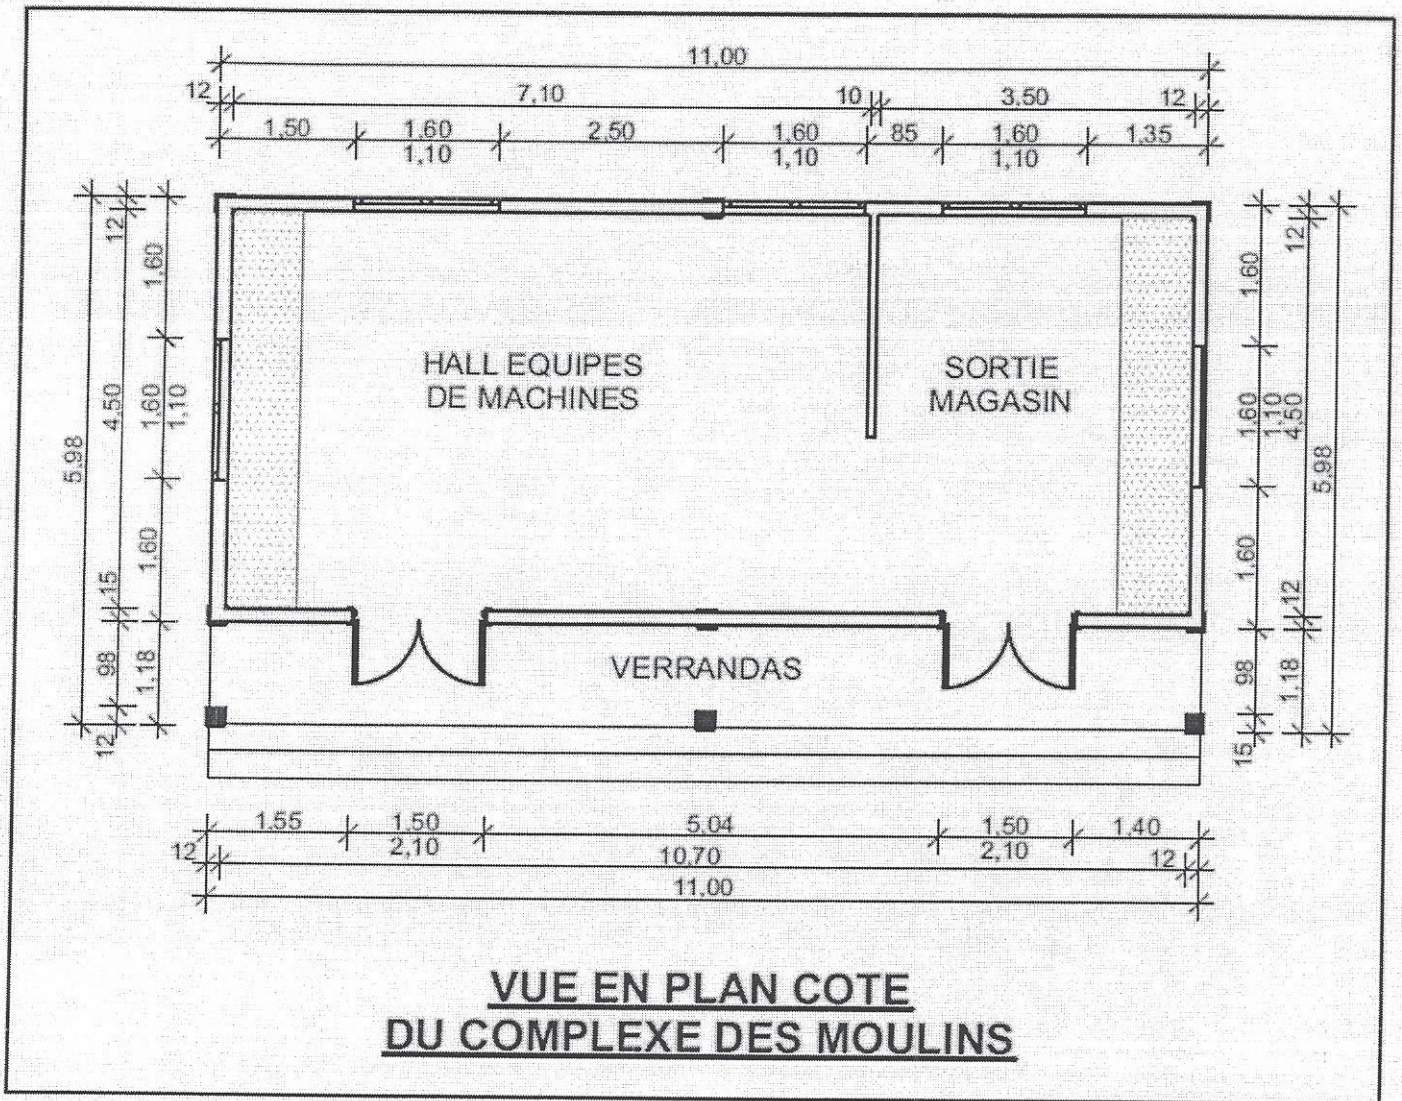 11,00
12 7,10 10 3.50 12
1,50 1,60 2,50 1,60 85 1,60 1,35
1,10 1,10 1,10
5.98
12 4.50 15 98 12
1,60 1,60 1,60 1,18
1,10
HALL EQUIPES
DE MACHINES
SORTIE
MAGASIN
1,60 1,60 1,60 98 15
1,10
12 4,50 12 1,18
5,98
VERRANDAS
1.55 1.50 5.04 1,50 1.40
2,10 2,10
12 10,70 12
11,00
VUE EN PLAN COTE
DU COMPLEXE DES MOULINS